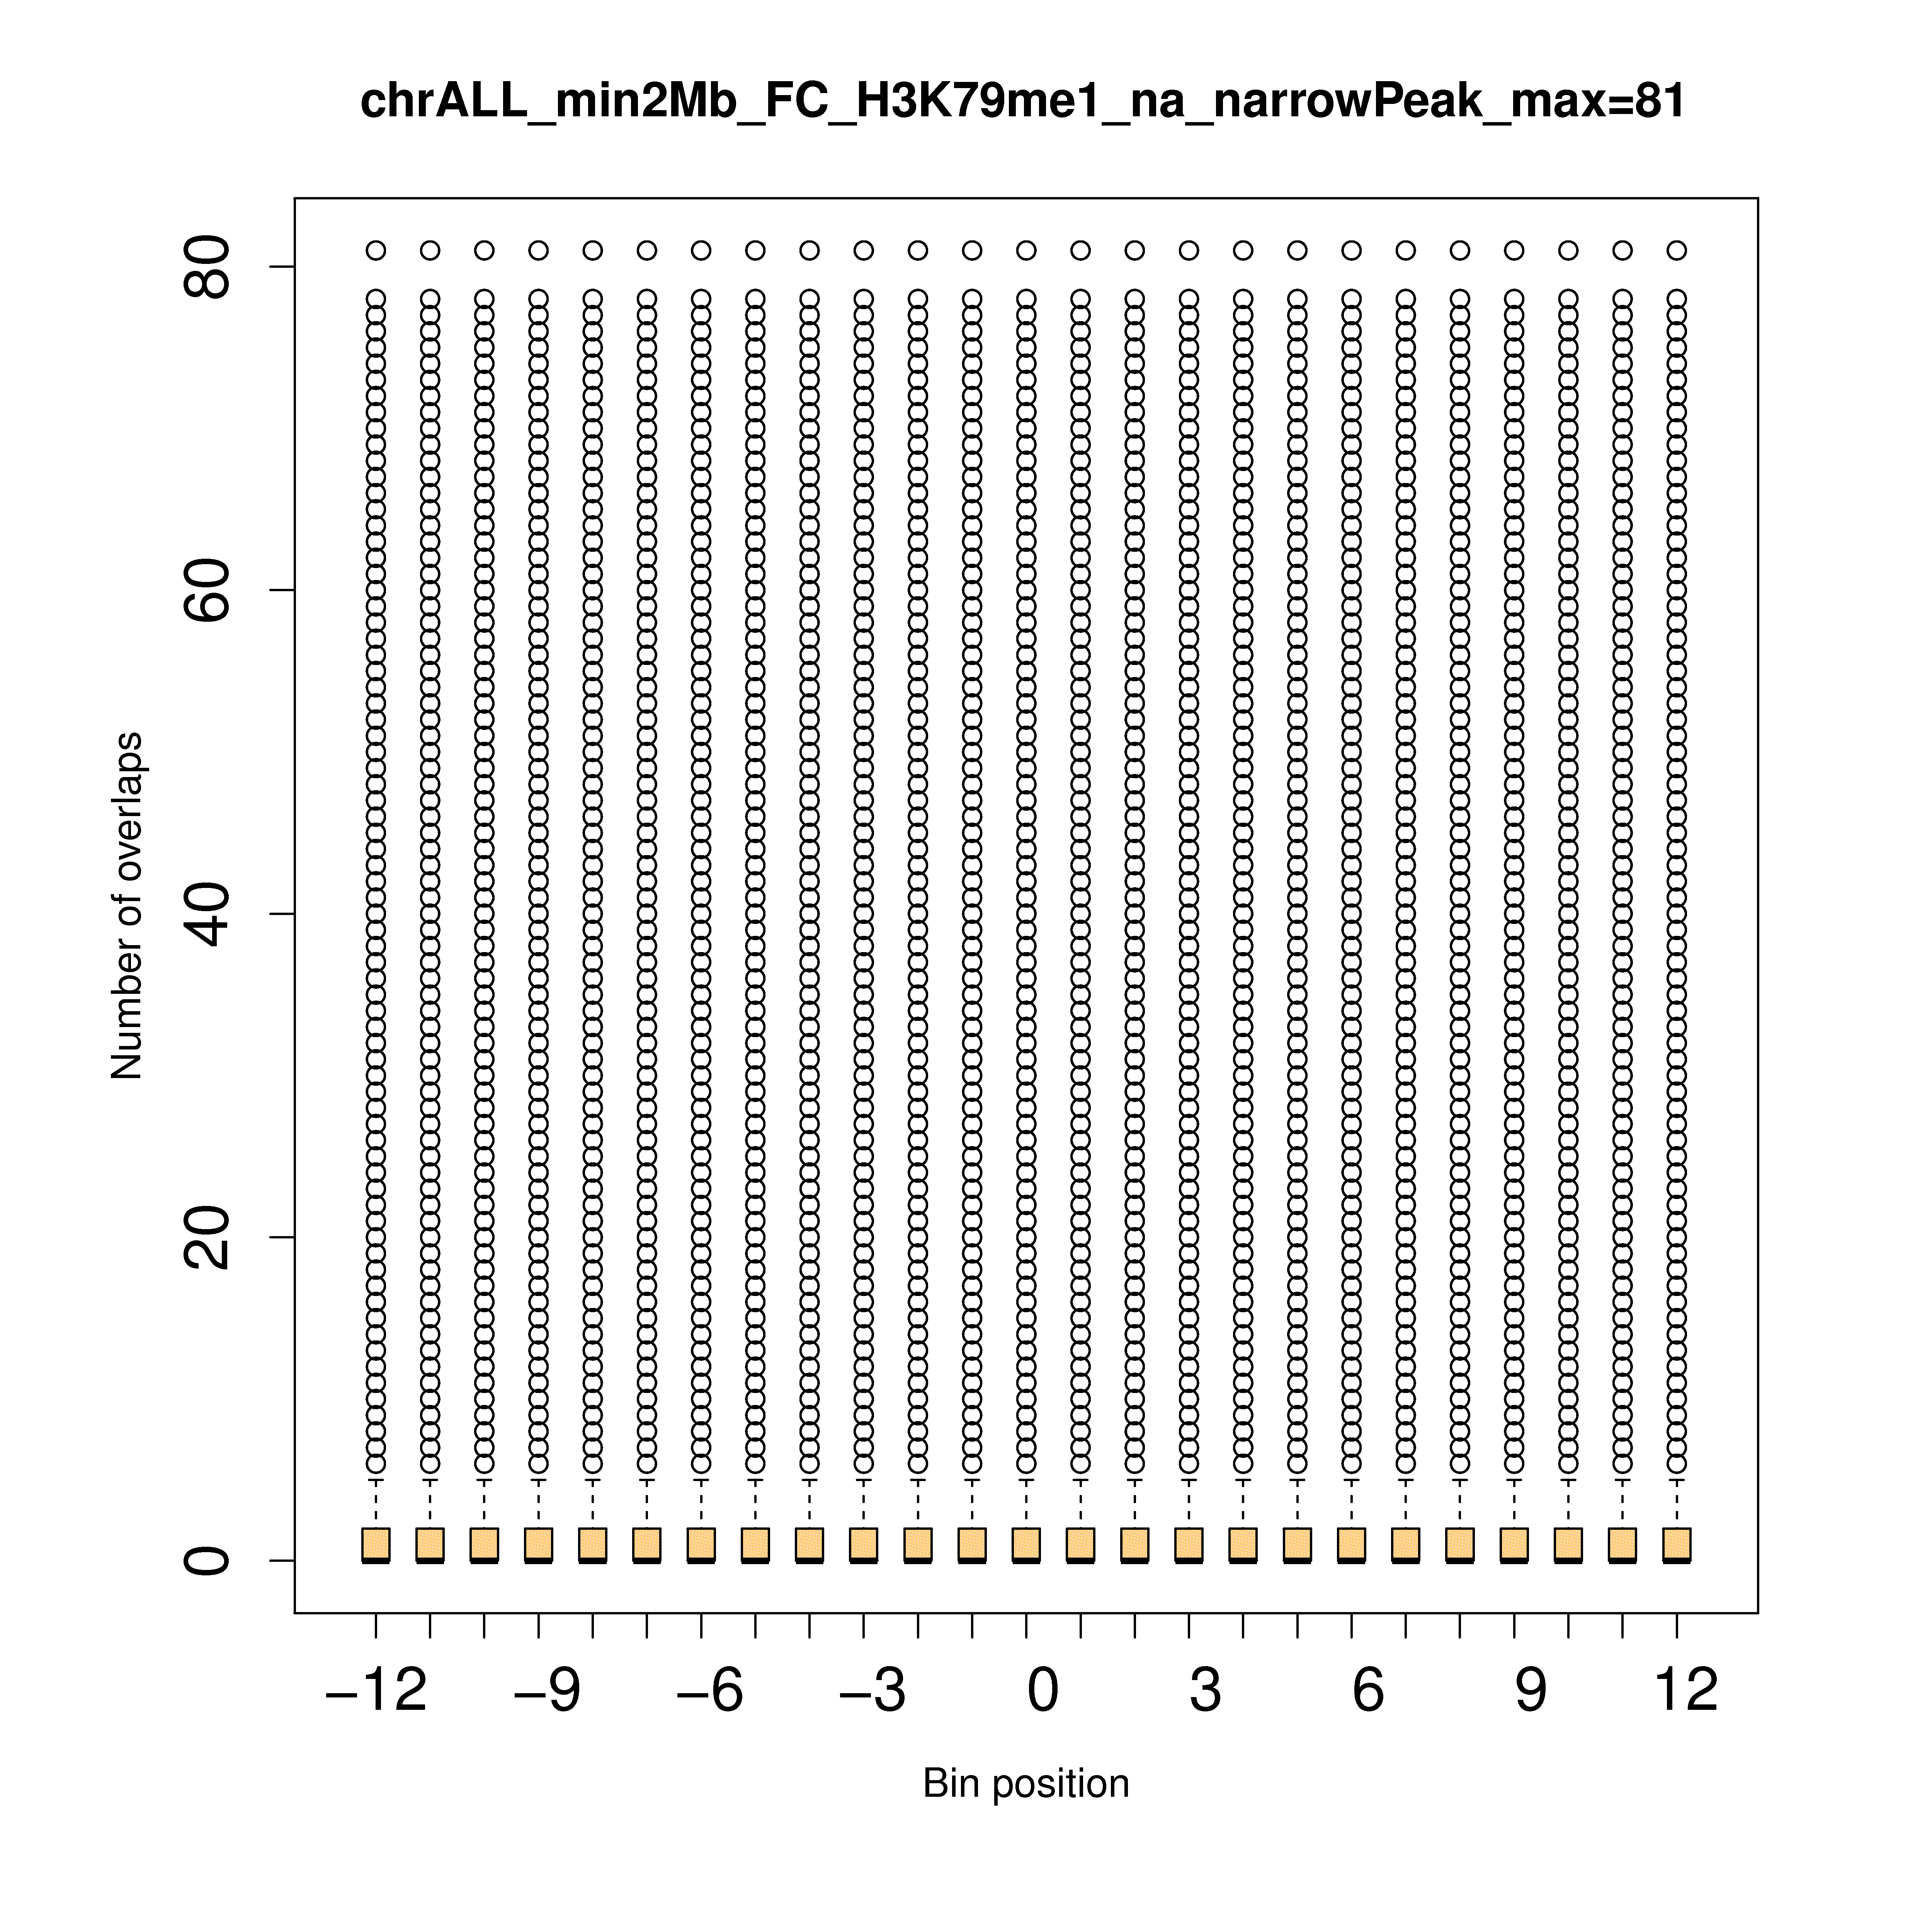 chrALL_min2Mb_FC_H3K79me1_na_narrowPeak_max=81
80
60
40
20
0
Number of overlaps
−12 −9 −6 −3 0 3 6 9 12
Bin position